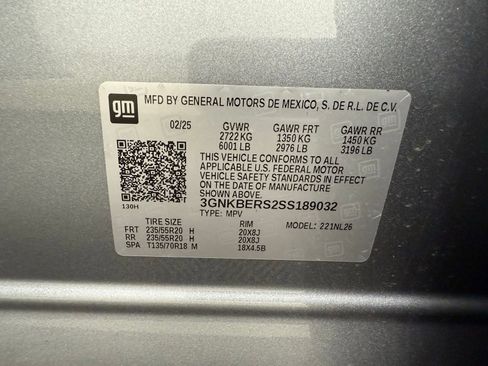 gm
MFD BY GENERAL MOTORS DE MEXICO, S. DE R.L. DE C.V.
02/25 GVWR GAWR FRT GAWR RR
2722 KG 1350 KG 1450 KG
6001 LB 2976 LB 3196 LB
THIS VEHICLE CONFORMS TO ALL
APPLICABLE U.S. FEDERAL MOTOR
VEHICLE SAFETY STANDARDS IN
EFFECT ON THE DATE OF
MANUFACTURE SHOWN ABOVE.
3GNKBERS2SS189032
130H
TYPE: MPV MODEL: 221NL26
TIRE SIZE RIM
FRT 235/55R20 H 20X8J
RR 235/55R20 H 20X8J
SPA T135/70R18 M 18X4.5B